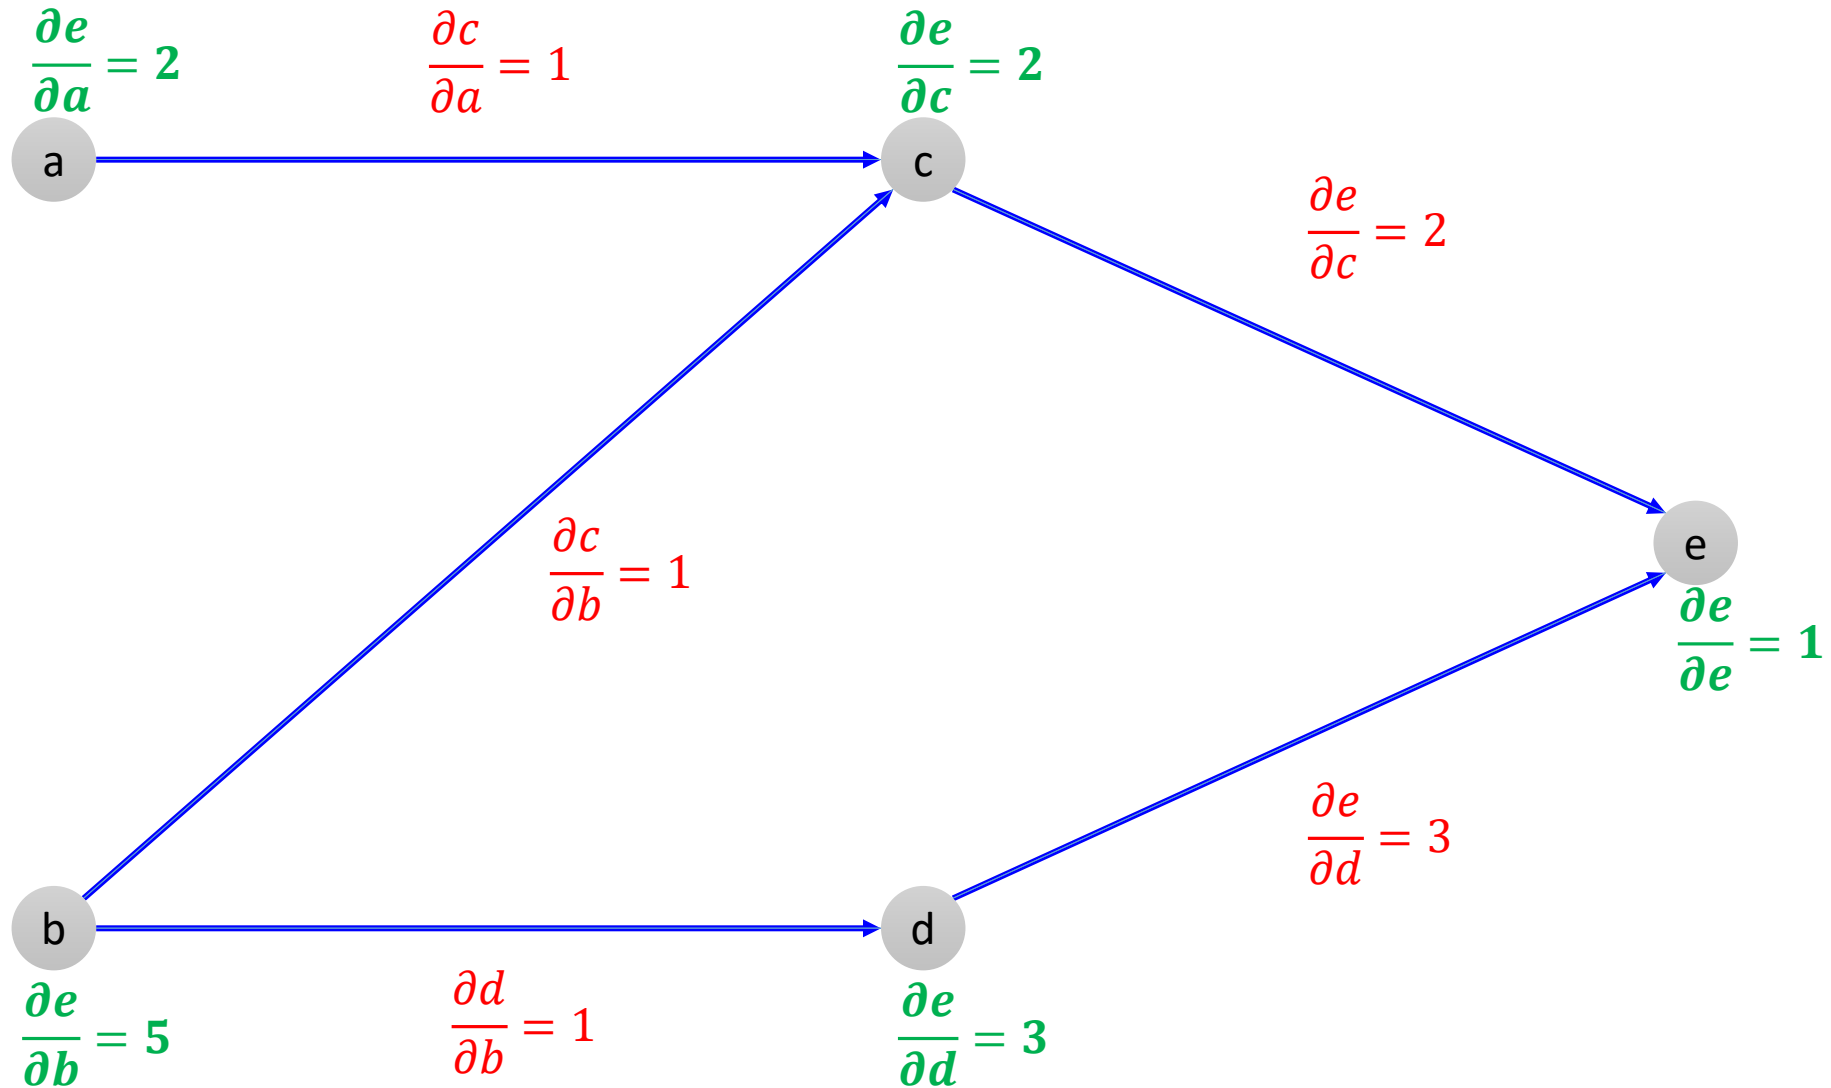 ∂e/∂a = 2
∂c/∂a = 1
∂e/∂c = 2
a
c
∂e/∂c = 2
∂c/∂b = 1
e
∂e/∂e = 1
∂e/∂d = 3
b
d
∂e/∂b = 5
∂d/∂b = 1
∂e/∂d = 3